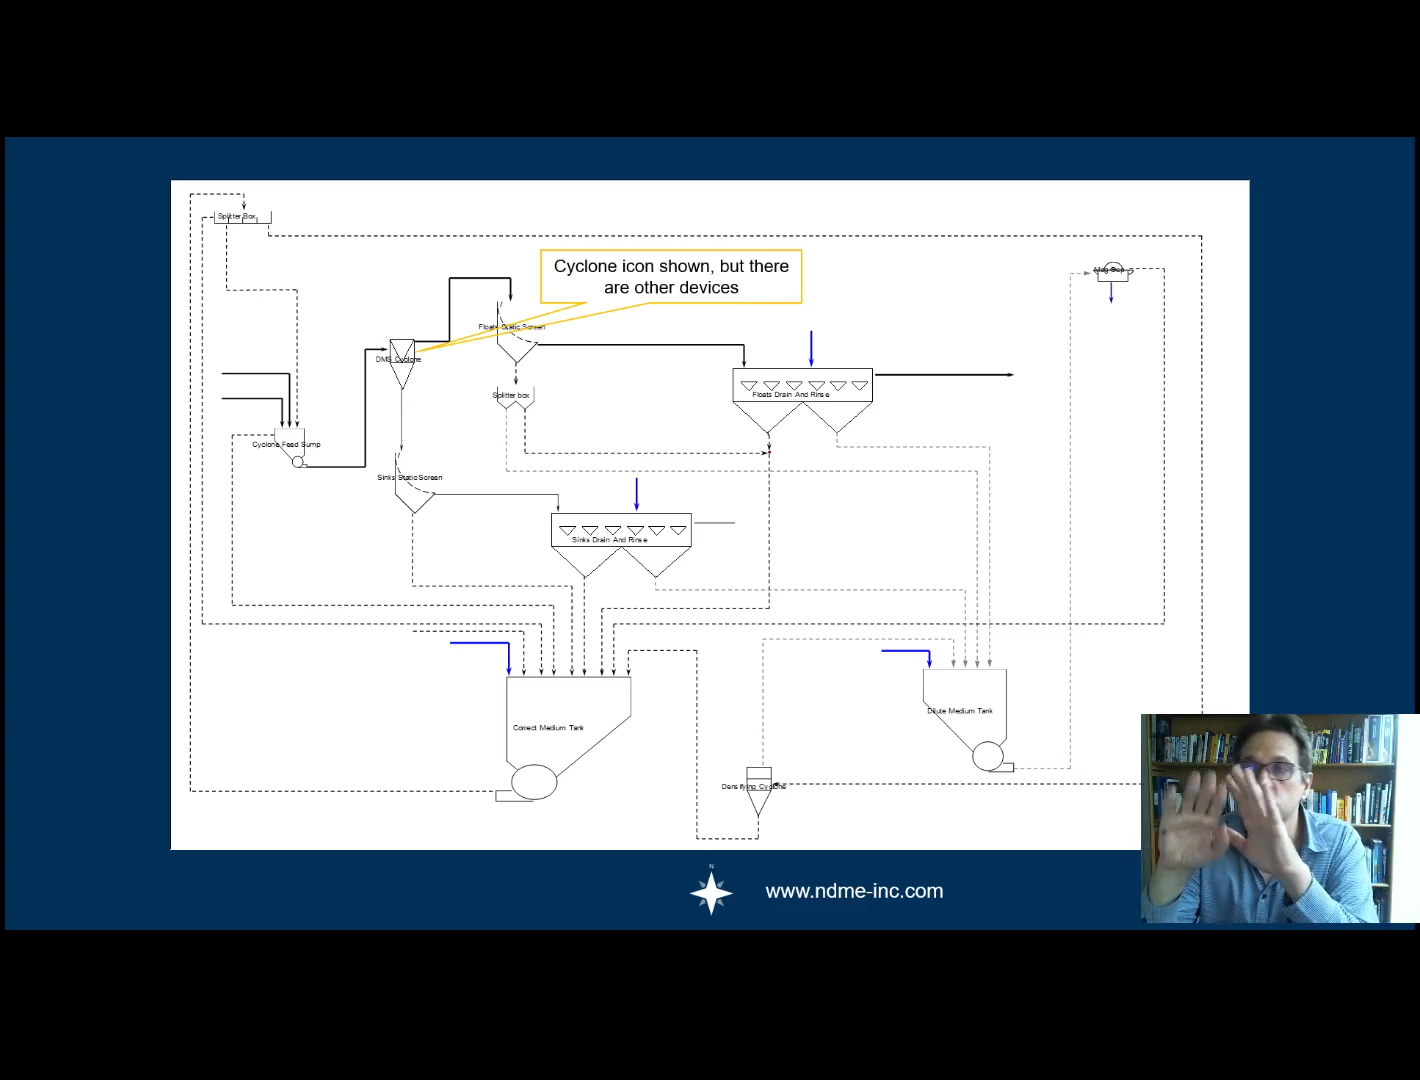 Splitter Box
Mag Sep
Cyclone icon shown, but there
are other devices
Floats Static Screen
DMS Cyclone
Splitter box
Floats Drain And Rinse
Cyclone Feed Sump
Sinks Static Screen
Sinks Drain And Rinse
Correct Medium Tank
Dilute Medium Tank
Densifying Cyclone
N
www.ndme-inc.com